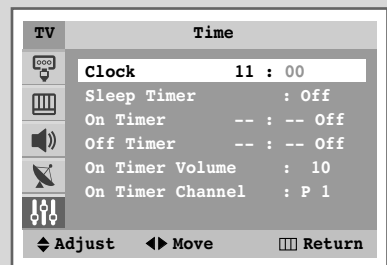 TV Time
Clock 11 : 00
Sleep Timer : Off
On Timer -- : -- Off
Off Timer -- : -- Off
On Timer Volume : 10
On Timer Channel : P 1
Adjust Move Return